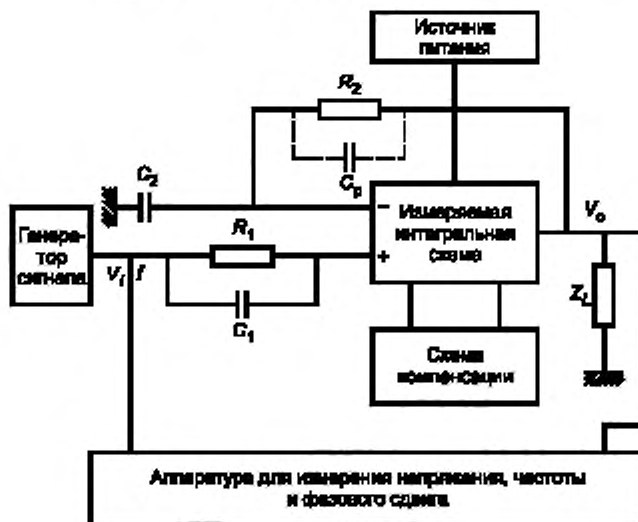 Источник
питания
R₂
Cₚ
C₂
−
Измеряемая
интегральная
схема
Vₒ
Генера-
тор
сигнала
R₁
+
Vᵢ f
C₁
Z_L
Схема
компенсации
Аппаратура для измерения напряжения, частоты
и фазового сдвига